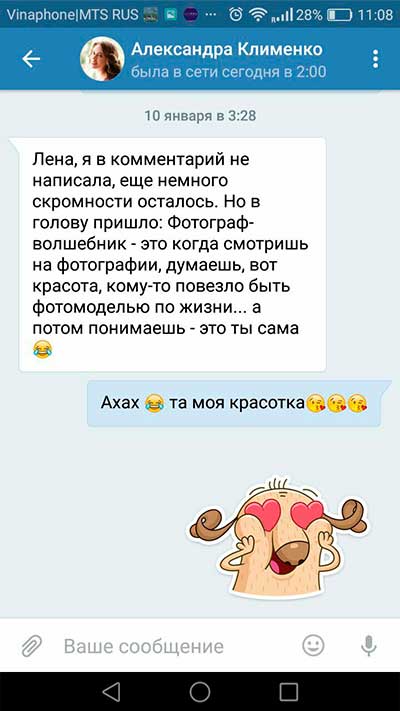 Vinaphone|MTS RUS ... 28% 11:08
Александра Клименко
была в сети сегодня в 2:00
10 января в 3:28
Лена, я в комментарий не
написала, еще немного
скромности осталось. Но в
голову пришло: Фотограф-
волшебник - это когда смотришь
на фотографии, думаешь, вот
красота, кому-то повезло быть
фотомоделью по жизни... а
потом понимаешь - это ты сама
😂
Ахах 😂 та моя красотка😘😘😘
Ваше сообщение